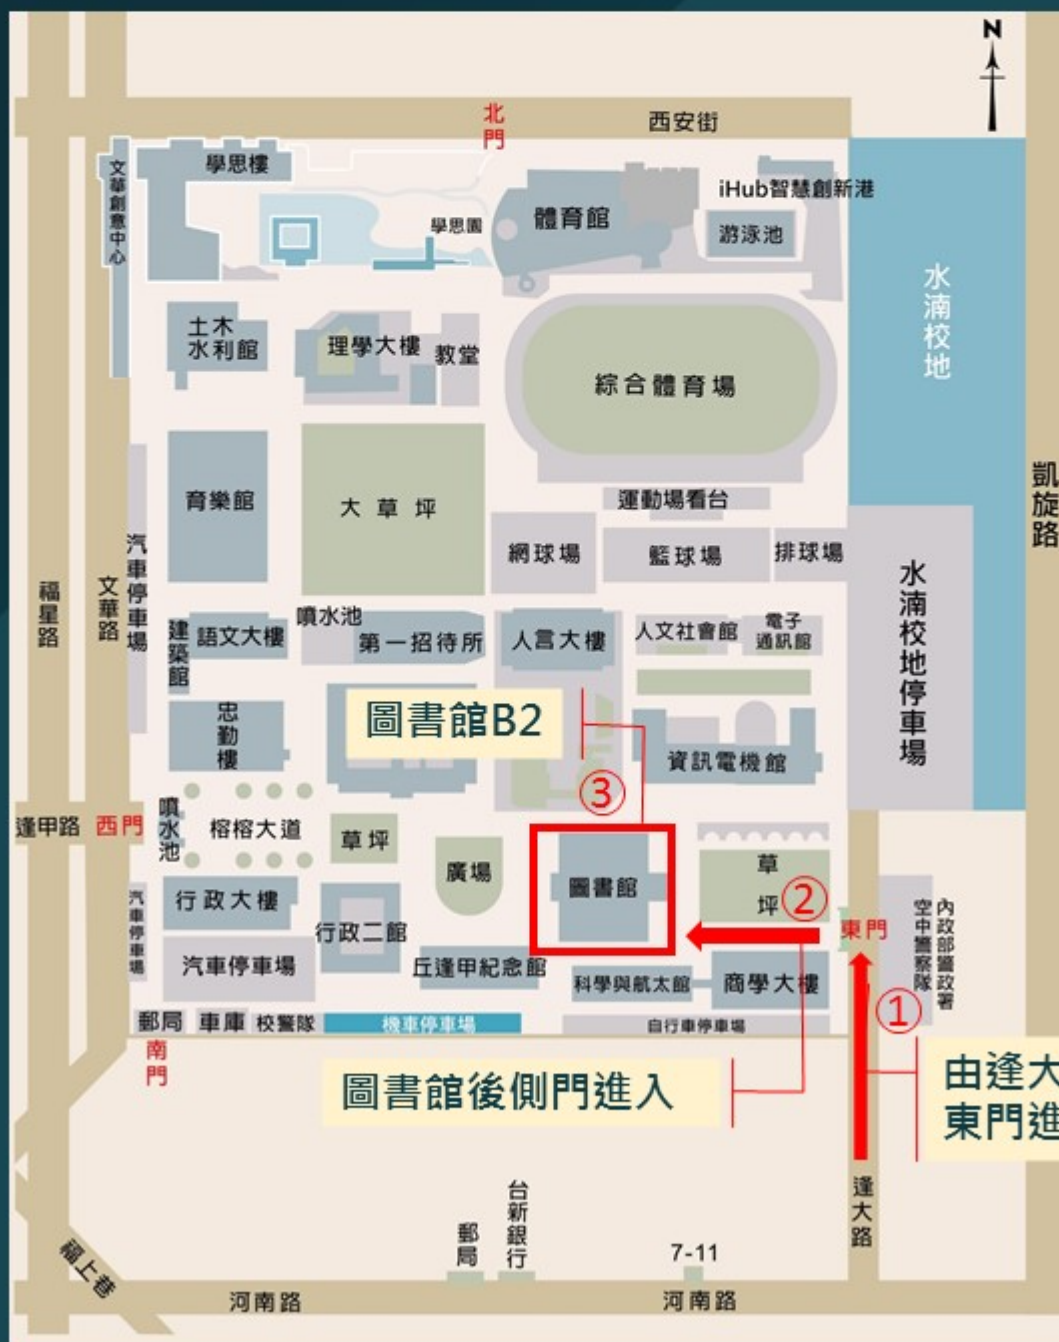 N
北門
西安街
文華創意中心
學思樓
學思園
體育館
iHub智慧創新港
游泳池
水湳校地
土木
水利館
理學大樓
教堂
綜合體育場
凱旋路
育樂館
大草坪
運動場看台
網球場
籃球場
排球場
汽車停車場
福星路
文華路
水湳校地停車場
建築館
語文大樓
噴水池
第一招待所
人言大樓
人文社會館
電子
通訊館
忠勤樓
圖書館B2
③
資訊電機館
逢甲路
西門
噴水池
榕榕大道
草坪
廣場
圖書館
草坪
②
東門
汽車停車場
行政大樓
行政二館
內政部警政署
空中警察隊
汽車停車場
丘逢甲紀念館
科學與航太館
商學大樓
①
郵局
車庫
校警隊
機車停車場
自行車停車場
南門
圖書館後側門進入
由逢大
東門進
逢大路
郵局
台新銀行
7-11
福上巷
河南路
河南路